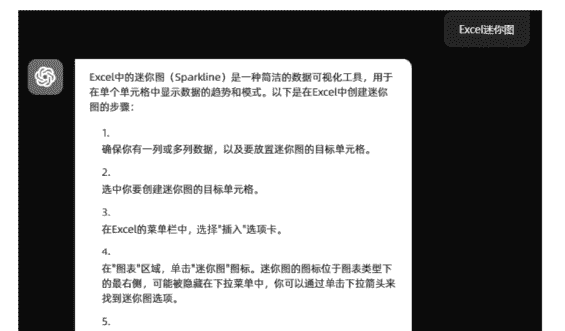 Excel迷你图
Excel中的迷你图（Sparkline）是一种简洁的数据可视化工具，用于
在单个单元格中显示数据的趋势和模式。以下是在Excel中创建迷你
图的步骤：
1.
确保你有一列或多列数据，以及要放置迷你图的目标单元格。
2.
选中你要创建迷你图的目标单元格。
3.
在Excel的菜单栏中，选择"插入"选项卡。
4.
在"图表"区域，单击"迷你图"图标。迷你图的图标位于图表类型下
的最右侧，可能被隐藏在下拉菜单中，你可以通过单击下拉箭头来
找到迷你图选项。
5.